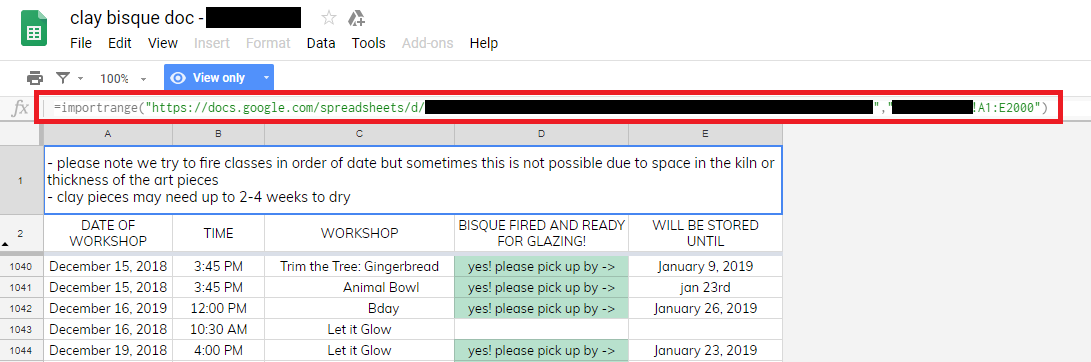 clay bisque doc -
File Edit View Insert Format Data Tools Add-ons Help
100% View only
fx =importrange("https://docs.google.com/spreadsheets/d/ "," !A1:E2000")
A B C D E
1 - please note we try to fire classes in order of date but sometimes this is not possible due to space in the kiln or
thickness of the art pieces
- clay pieces may need up to 2-4 weeks to dry
2 DATE OF WORKSHOP TIME WORKSHOP BISQUE FIRED AND READY FOR GLAZING! WILL BE STORED UNTIL
1040 December 15, 2018 3:45 PM Trim the Tree: Gingerbread yes! please pick up by -> January 9, 2019
1041 December 15, 2018 3:45 PM Animal Bowl yes! please pick up by -> jan 23rd
1042 December 16, 2019 12:00 PM Bday yes! please pick up by -> January 26, 2019
1043 December 16, 2018 10:30 AM Let it Glow
1044 December 19, 2018 4:00 PM Let it Glow yes! please pick up by -> January 23, 2019